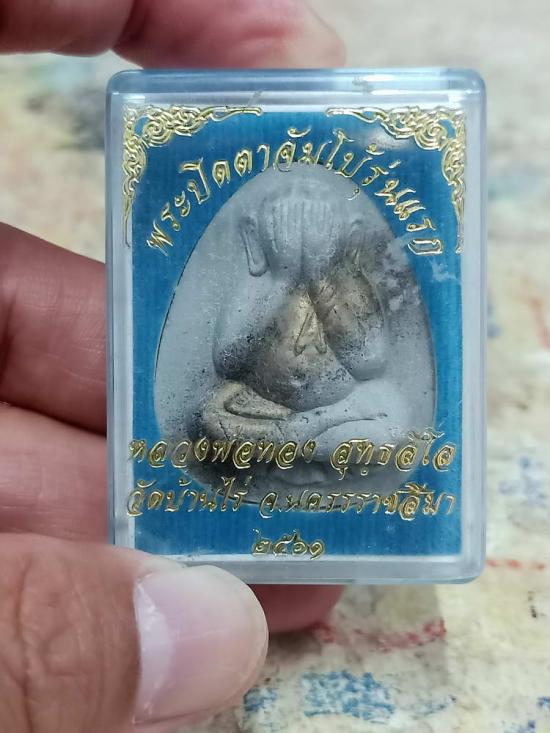 พระปิดตาจัมโบ้รุ่นแรก
หลวงพ่อทอง สุทฺธสีโล
วัดบ้านไร่ จ.นครราชสีมา
๒๕๖๑